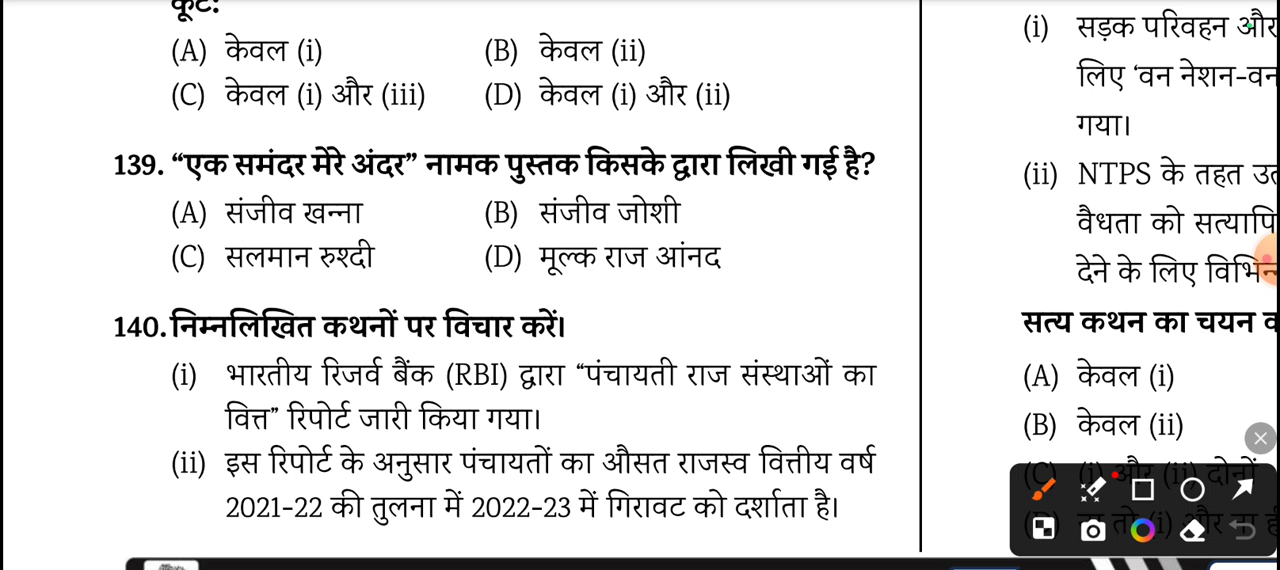 कूट:
(A) केवल (i) (B) केवल (ii)
(C) केवल (i) और (iii) (D) केवल (i) और (ii)
139. “एक समंदर मेरे अंदर” नामक पुस्तक किसके द्वारा लिखी गई है?
(A) संजीव खन्ना (B) संजीव जोशी
(C) सलमान रुश्दी (D) मूल्क राज आंनद
140. निम्नलिखित कथनों पर विचार करें।
(i) भारतीय रिजर्व बैंक (RBI) द्वारा “पंचायती राज संस्थाओं का
वित्त” रिपोर्ट जारी किया गया।
(ii) इस रिपोर्ट के अनुसार पंचायतों का औसत राजस्व वित्तीय वर्ष
2021-22 की तुलना में 2022-23 में गिरावट को दर्शाता है।
(i) सड़क परिवहन और
लिए ‘वन नेशन-वन
गया।
(ii) NTPS के तहत
वैधता को
देने के लिए
सत्य कथन का चयन
(A) केवल (i)
(B) केवल (ii)
(C) (i) और (ii) दोनों